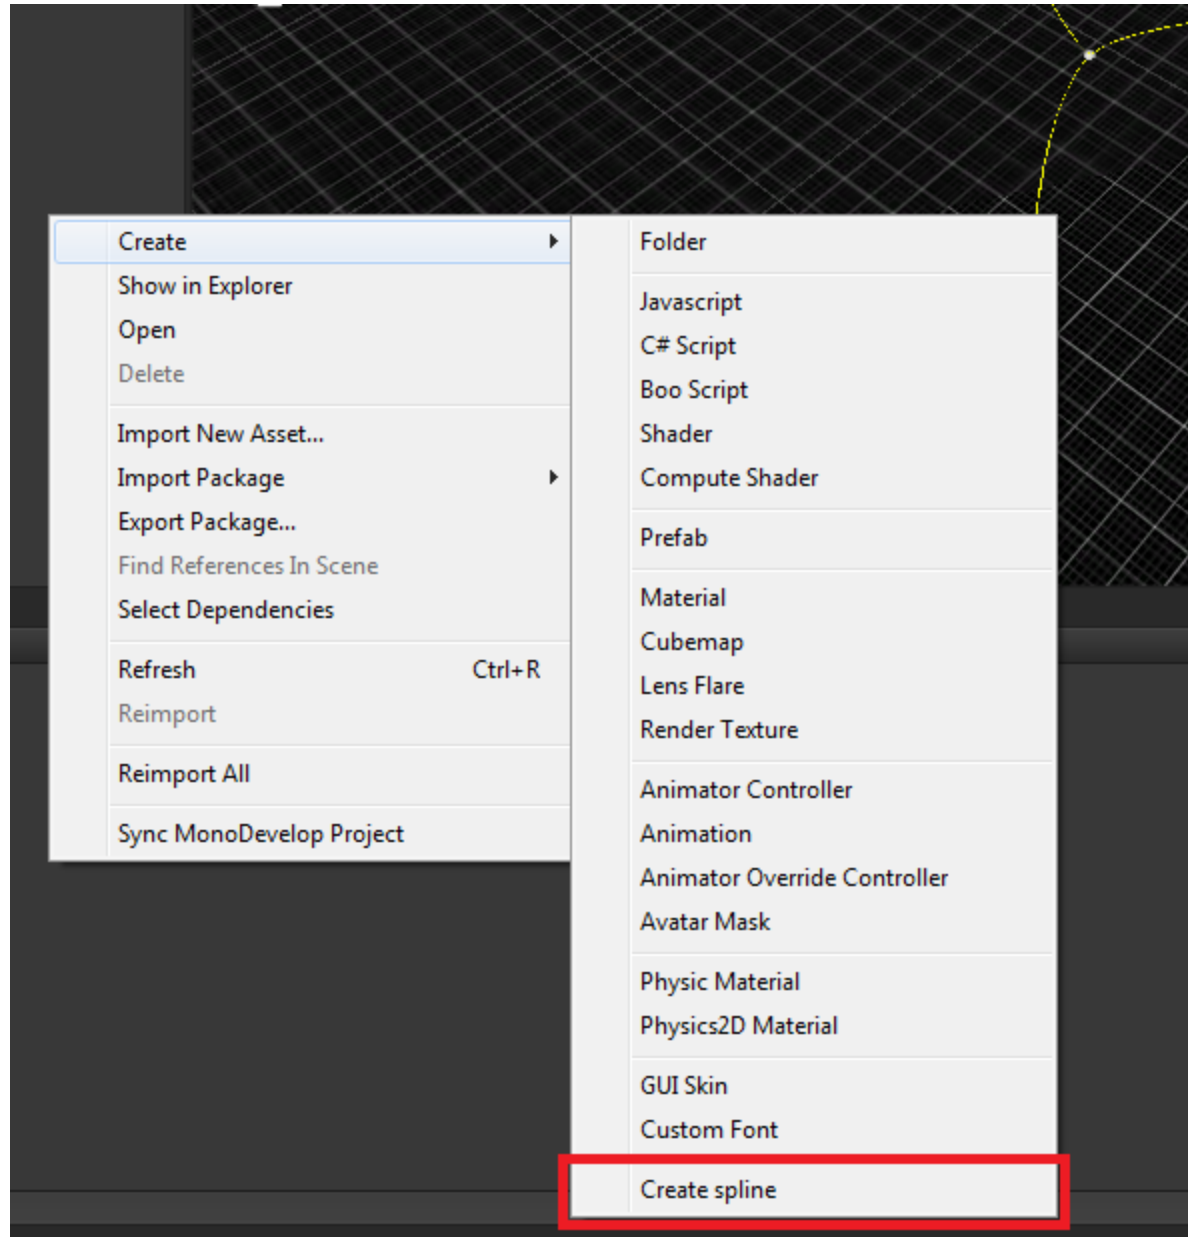 Create
Show in Explorer
Open
Delete
Import New Asset...
Import Package
Export Package...
Find References In Scene
Select Dependencies
Refresh Ctrl+R
Reimport
Reimport All
Sync MonoDevelop Project
Folder
Javascript
C# Script
Boo Script
Shader
Compute Shader
Prefab
Material
Cubemap
Lens Flare
Render Texture
Animator Controller
Animation
Animator Override Controller
Avatar Mask
Physic Material
Physics2D Material
GUI Skin
Custom Font
Create spline